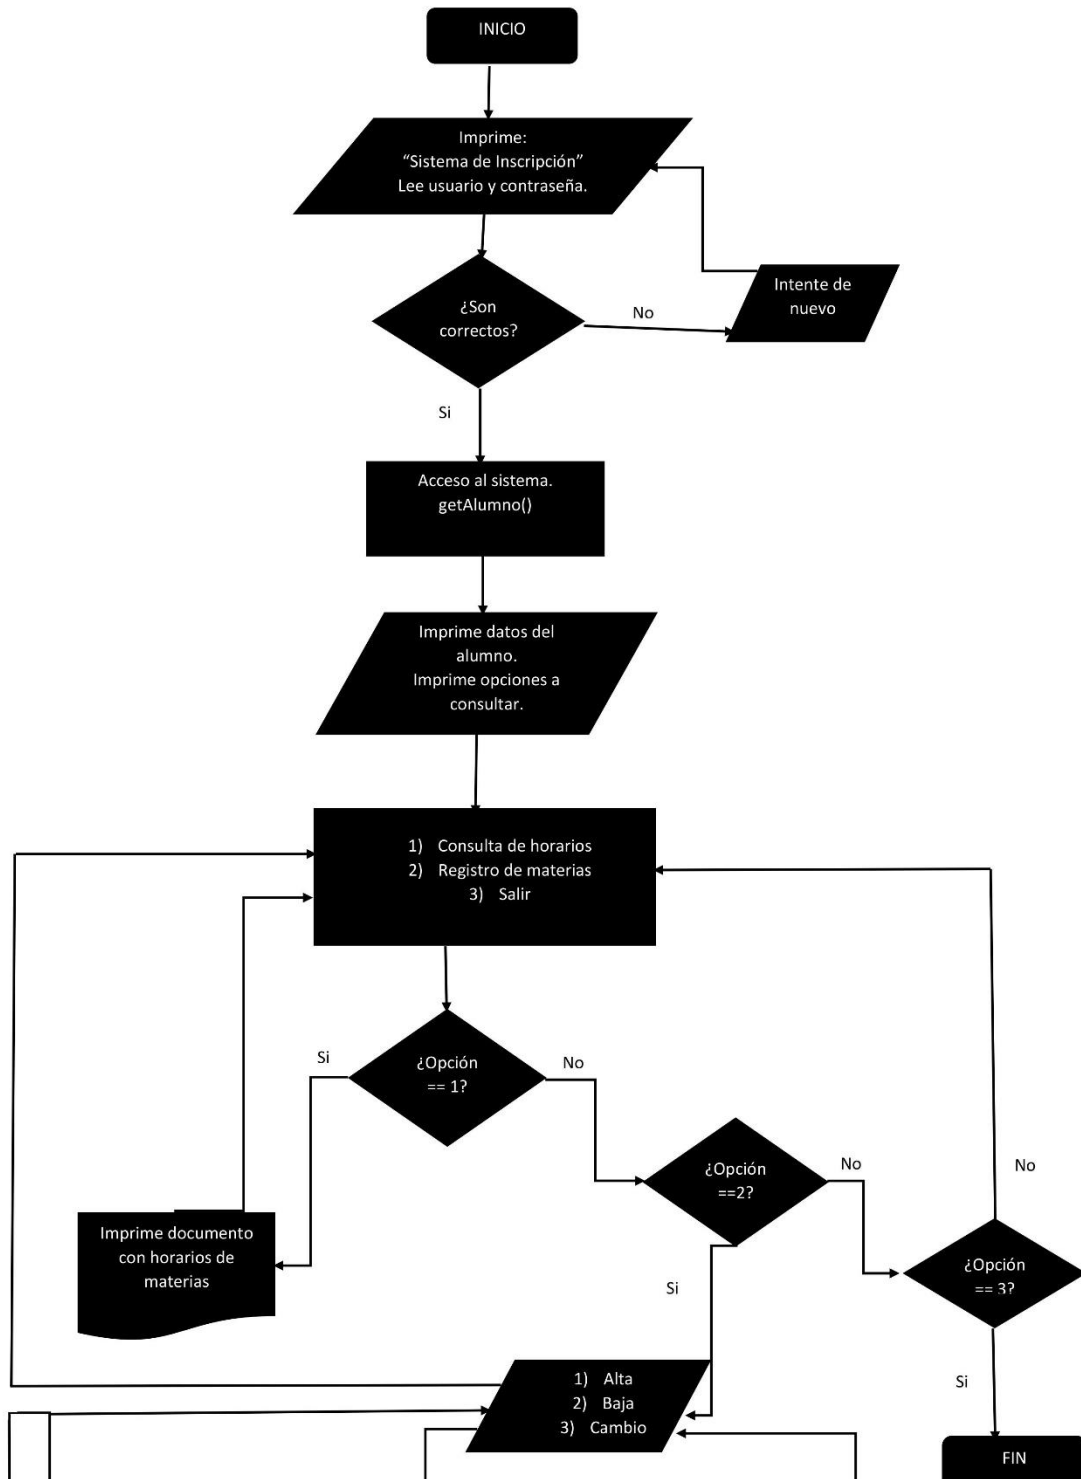 INICIO
Imprime:
“Sistema de Inscripción”
Lee usuario y contraseña.
Intente de
nuevo
¿Son
correctos?
No
Si
Acceso al sistema.
getAlumno()
Imprime datos del
alumno.
Imprime opciones a
consultar.
1) Consulta de horarios
2) Registro de materias
3) Salir
Si
¿Opción
== 1?
No
¿Opción
==2?
No
No
Imprime documento
con horarios de
materias
¿Opción
== 3?
Si
Si
1) Alta
2) Baja
3) Cambio
FIN